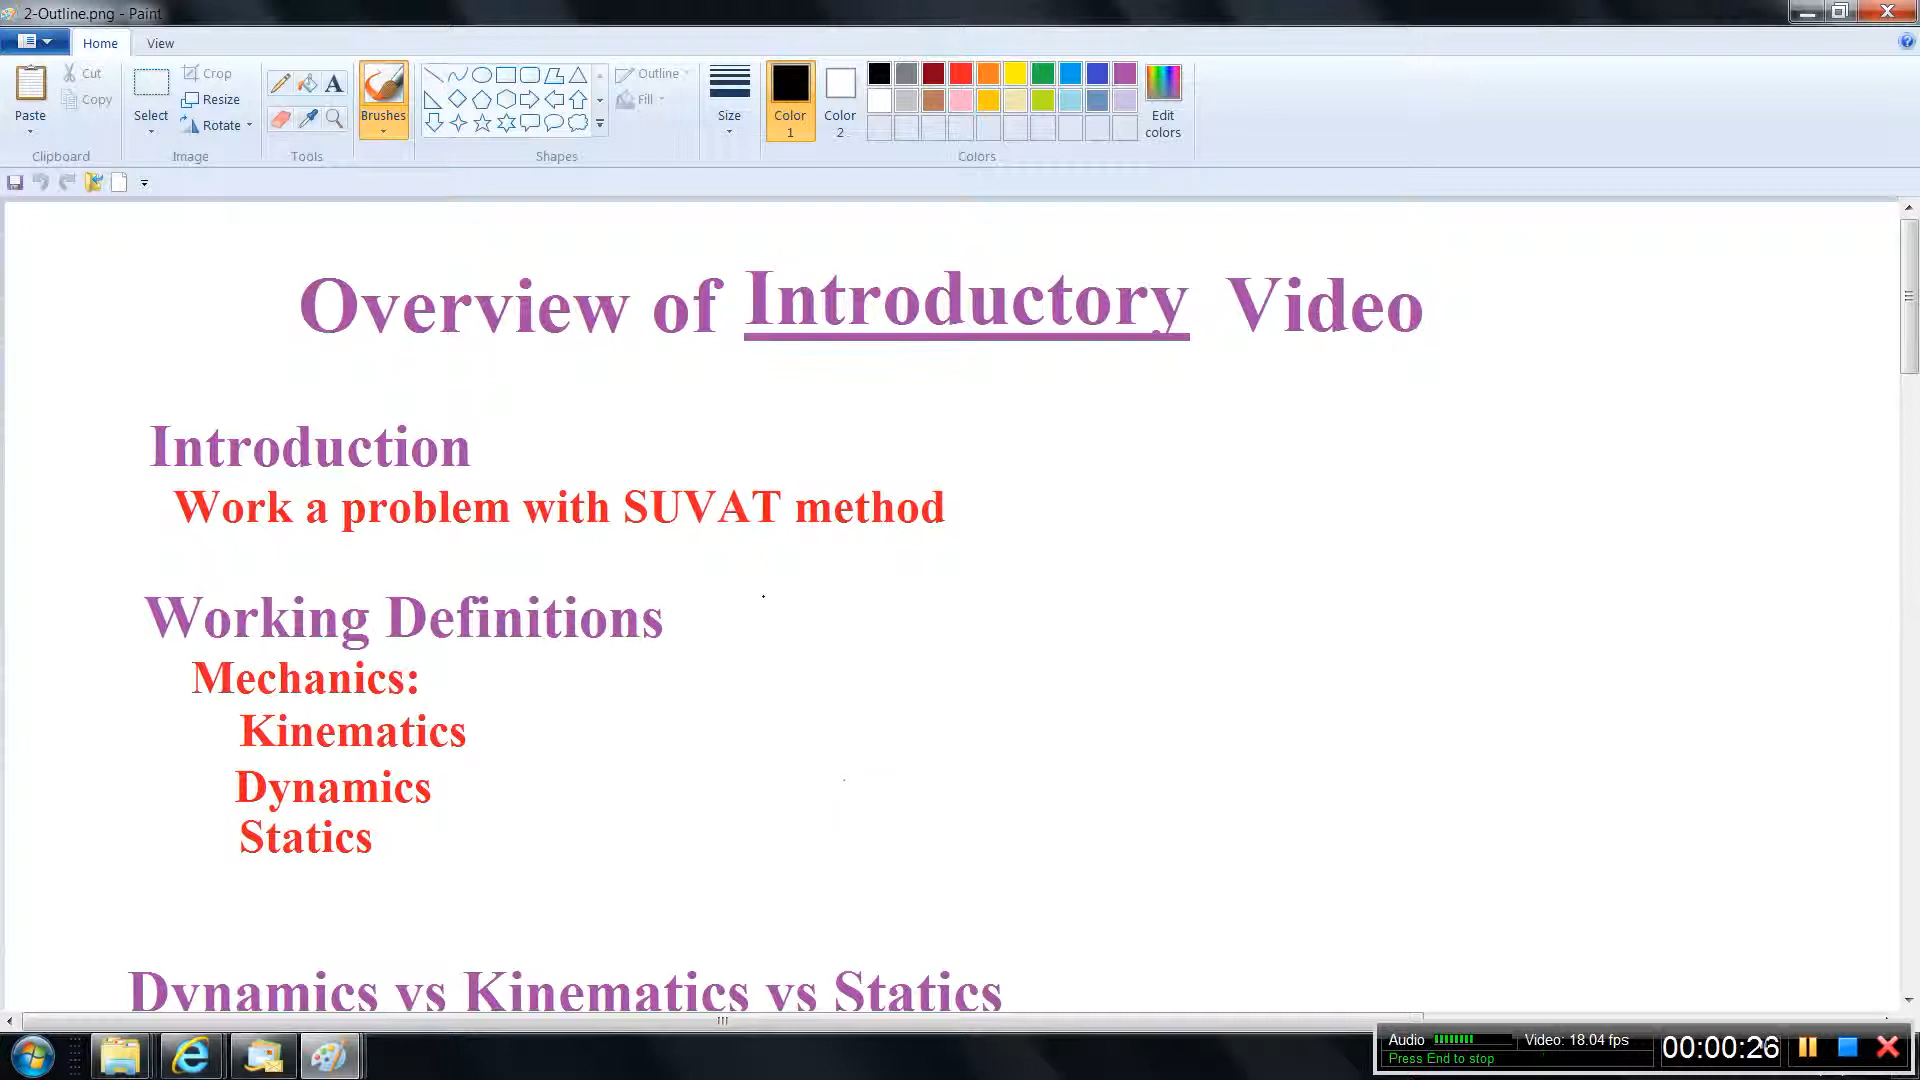 2-Outline.png - Paint
Home View
Paste Cut Copy Clipboard
Select Crop Resize Rotate Image
Tools
Brushes
Shapes
Outline Fill
Size
Color 1 Color 2 Edit colors Colors
Overview of Introductory Video
Introduction
Work a problem with SUVAT method
Working Definitions
Mechanics:
Kinematics
Dynamics
Statics
Dynamics vs Kinematics vs Statics
Audio Video: 18.04 fps 00:00:26
Press End to stop